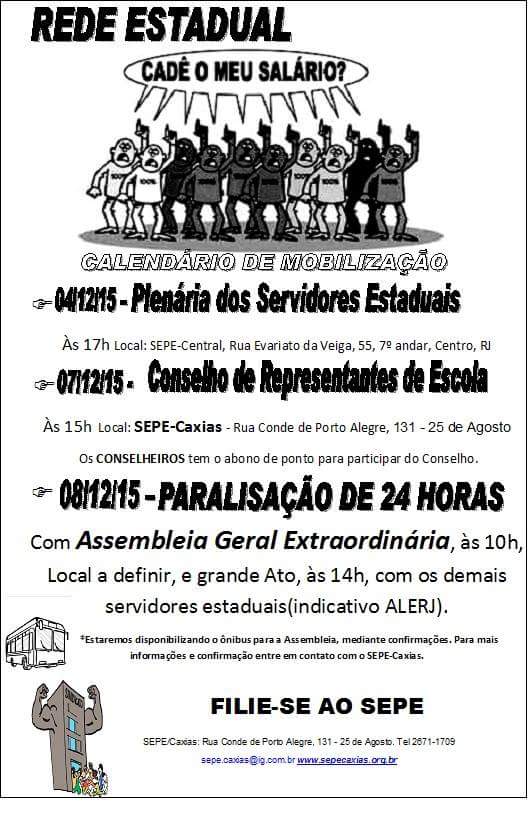 REDE ESTADUAL
CADÊ O MEU SALÁRIO?
100% 100% 100%
CALENDÁRIO DE MOBILIZAÇÃO
04/12/15 - Plenária dos Servidores Estaduais
Às 17h Local: SEPE-Central, Rua Evariato da Veiga, 55, 7º andar, Centro, RJ
07/12/15 - Conselho de Representantes de Escola
Às 15h Local: SEPE-Caxias - Rua Conde de Porto Alegre, 131 - 25 de Agosto
Os CONSELHEIROS tem o abono de ponto para participar do Conselho.
08/12/15 - PARALISAÇÃO DE 24 HORAS
Com Assembleia Geral Extraordinária, às 10h,
Local a definir, e grande Ato, às 14h, com os demais
servidores estaduais(indicativo ALERJ).
*Estaremos disponibilizando o ônibus para a Assembleia, mediante confirmações. Para mais
informações e confirmação entre em contato com o SEPE-Caxias.
SINDICATO
FILIE-SE AO SEPE
SEPE/Caxias: Rua Conde de Porto Alegre, 131 - 25 de Agosto. Tel 2671-1709
sepe.caxias@ig.com.br www.sepecaxias.org.br